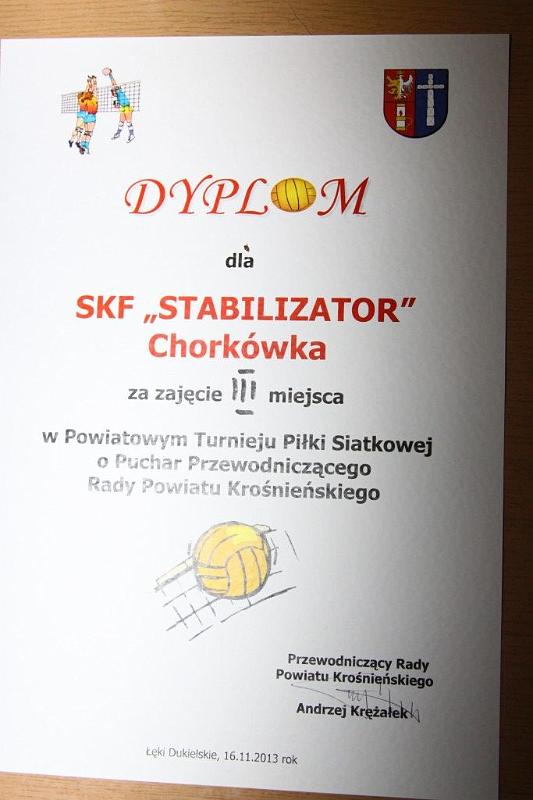 DYPLOM
dla
SKF „STABILIZATOR”
Chorkówka
za zajęcie III miejsca
w Powiatowym Turnieju Piłki Siatkowej
o Puchar Przewodniczącego
Rady Powiatu Krośnieńskiego
Przewodniczący Rady
Powiatu Krośnieńskiego
Andrzej Krężałek
Łęki Dukielskie, 16.11.2013 rok